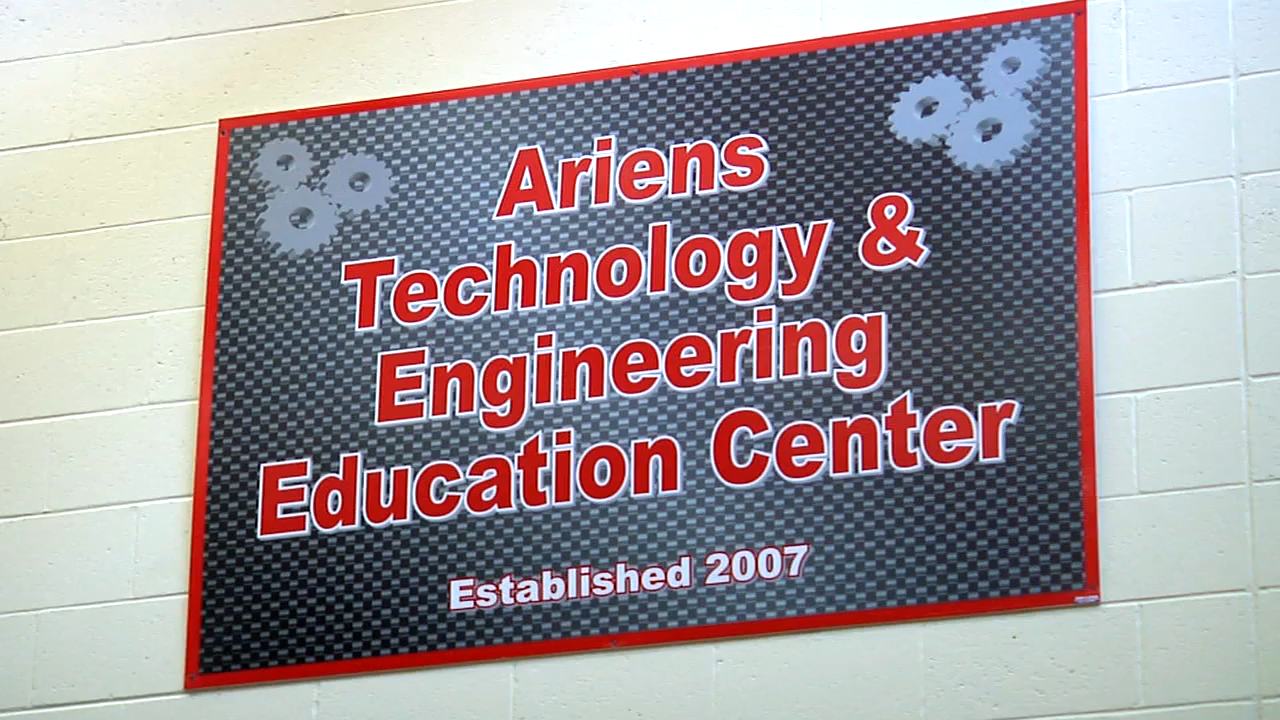 Ariens
Technology &
Engineering
Education Center
Established 2007